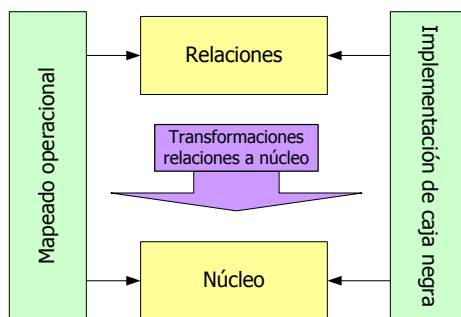 Mapeado operacional
Relaciones
Transformaciones
relaciones a núcleo
Núcleo
Implementación de caja negra